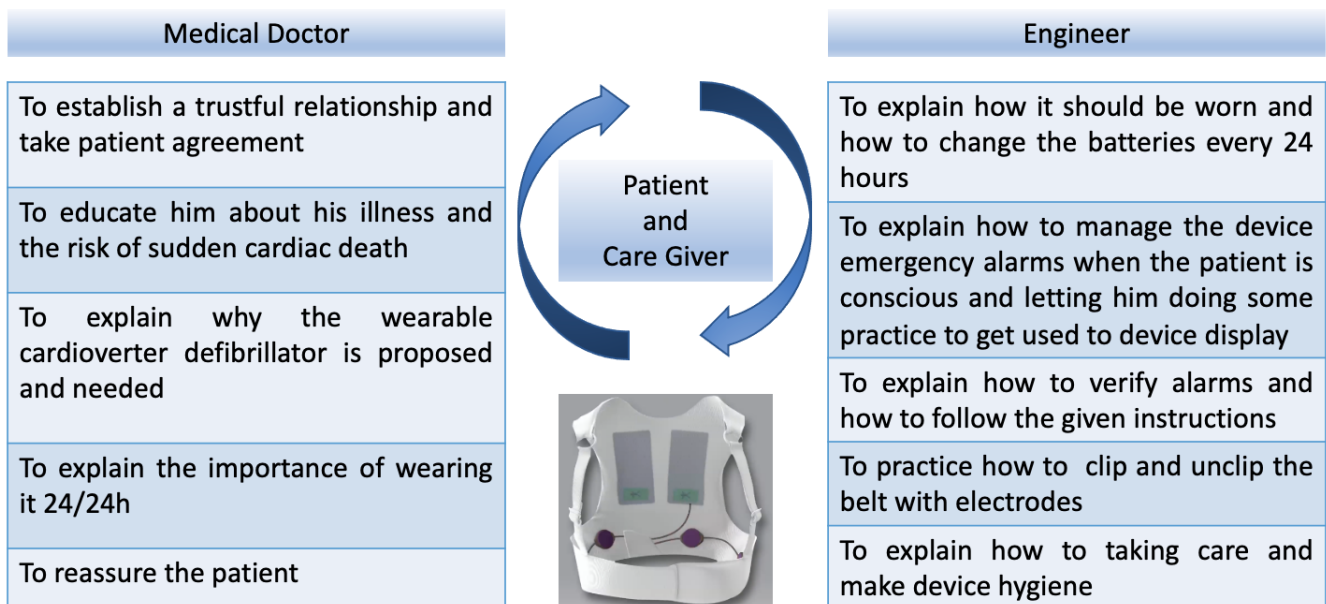 Medical Doctor
To establish a trustful relationship and
take patient agreement
To educate him about his illness and
the risk of sudden cardiac death
To explain why the wearable
cardioverter defibrillator is proposed
and needed
To explain the importance of wearing
it 24/24h
To reassure the patient
Patient
and
Care Giver
Engineer
To explain how it should be worn and
how to change the batteries every 24
hours
To explain how to manage the device
emergency alarms when the patient is
conscious and letting him doing some
practice to get used to device display
To explain how to verify alarms and
how to follow the given instructions
To practice how to clip and unclip the
belt with electrodes
To explain how to taking care and
make device hygiene